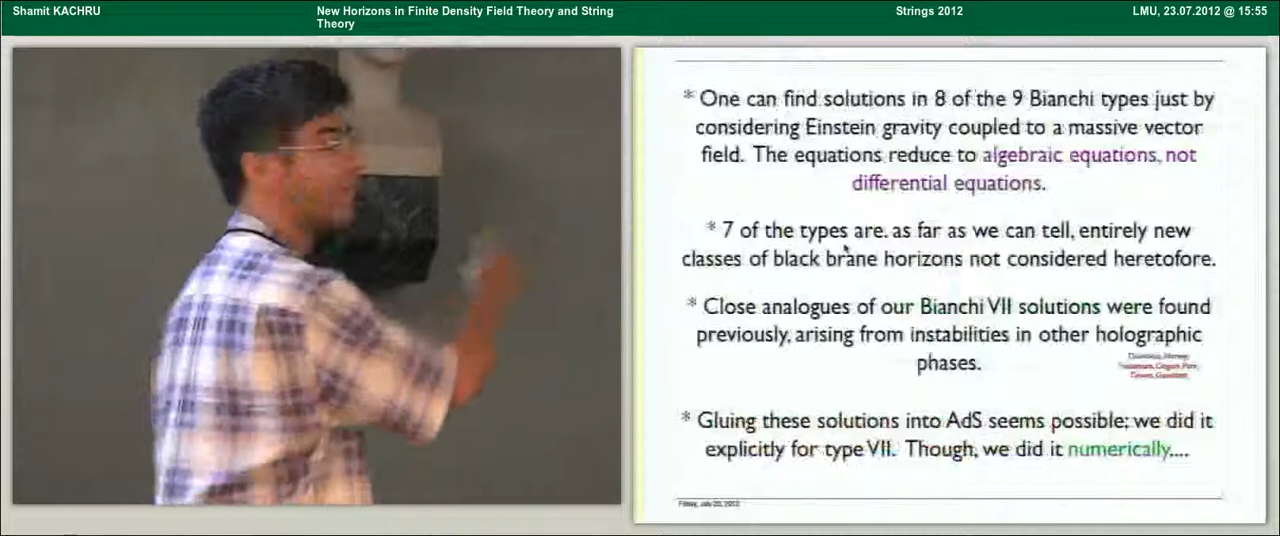 Shamit KACHRU
New Horizons in Finite Density Field Theory and String
Theory
Strings 2012
LMU, 23.07.2012 @ 15:55
* One can find solutions in 8 of the 9 Bianchi types just by
considering Einstein gravity coupled to a massive vector
field. The equations reduce to algebraic equations, not
differential equations.
* 7 of the types are, as far as we can tell, entirely new
classes of black brane horizons not considered heretofore.
* Close analogues of our Bianchi VII solutions were found
previously, arising from instabilities in other holographic
phases.
* Gluing these solutions into AdS seems possible; we did it
explicitly for type VII. Though, we did it numerically....
Friday, July 20, 2012